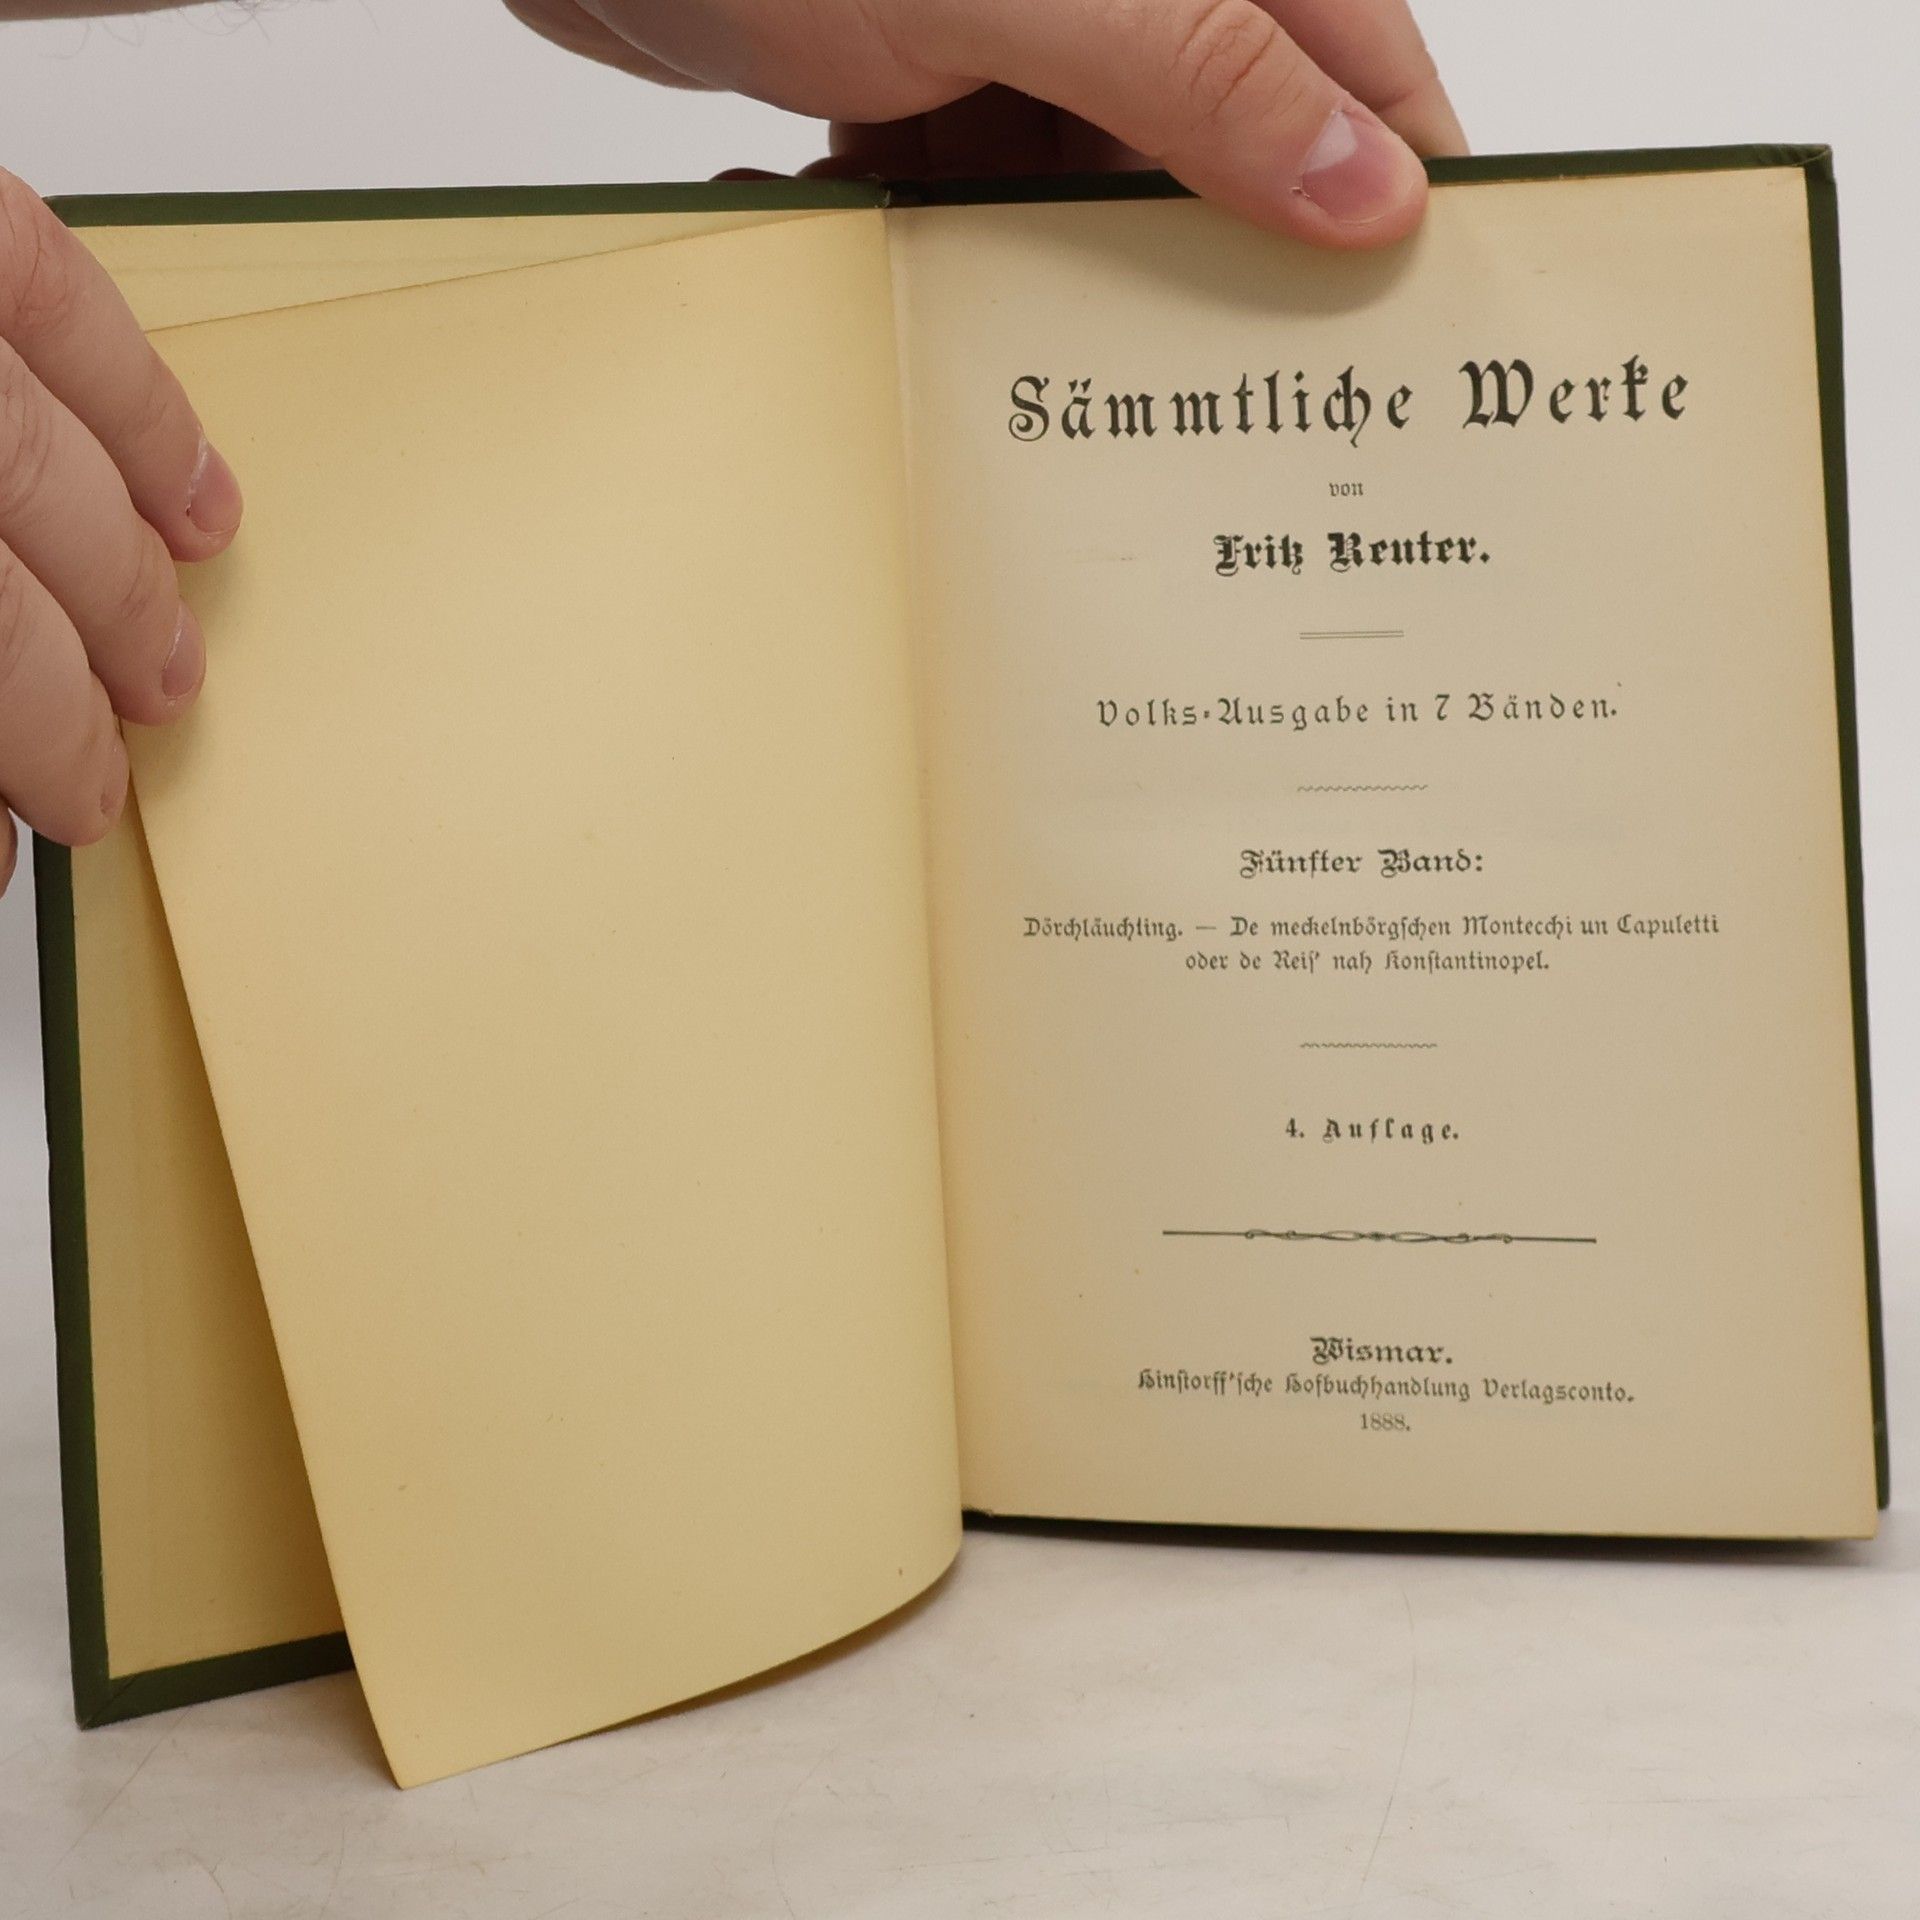 Sämmtliche Werke
von
Fritz Reuter.
Volks-Ausgabe in 7 Bänden.
Fünfter Band:
Dörchläuchting. — De meckelnbörgschen Montecchi un Capuletti
oder de Reis' nah Konstantinopel.
4. Auflage.
Wismar.
Hinstorff'sche Hofbuchhandlung Verlagsconto.
1888.